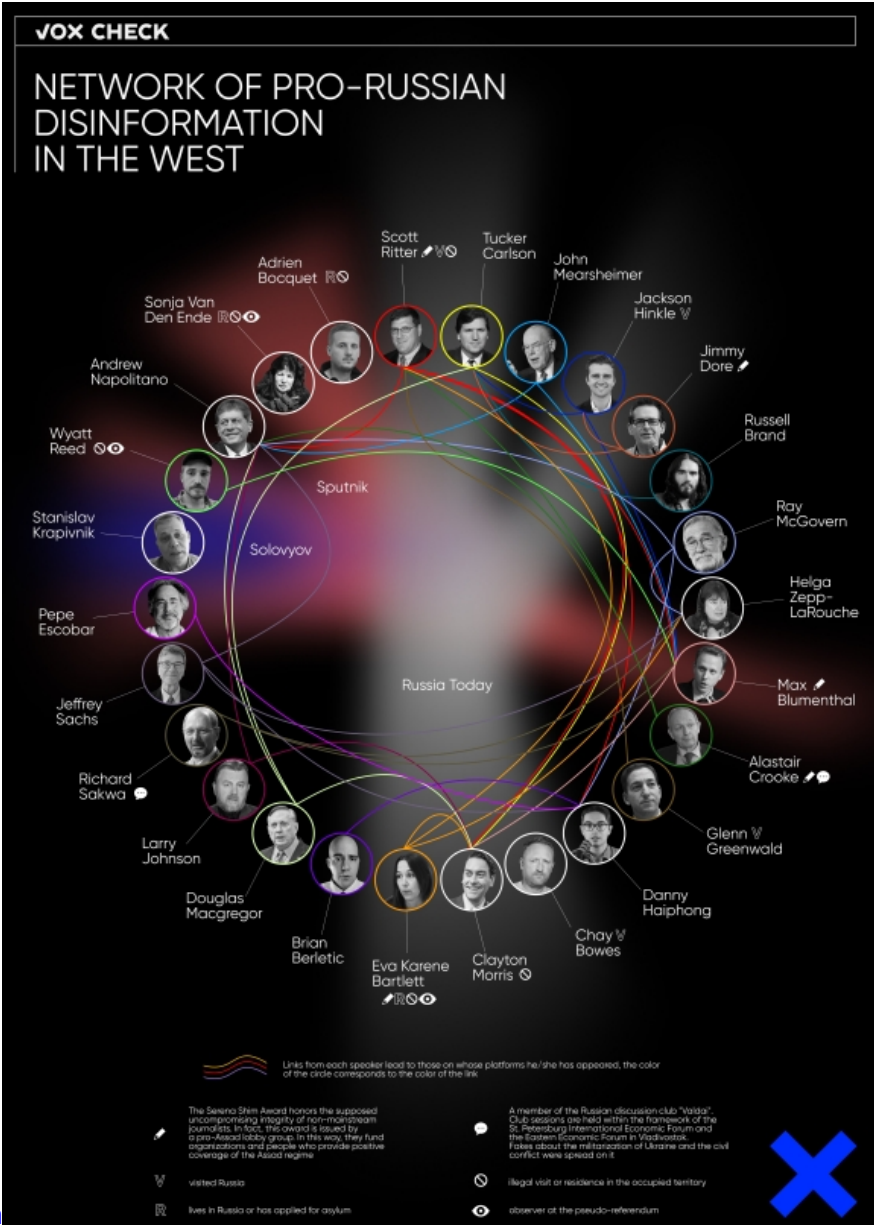 VOX CHECK
NETWORK OF PRO-RUSSIAN
DISINFORMATION
IN THE WEST
Scott
Ritter
Tucker
Carlson
John
Mearsheimer
Jackson
Hinkle
Jimmy
Dore
Russell
Brand
Ray
McGovern
Helga
Zepp-
LaRouche
Max
Blumenthal
Alastair
Crooke
Glenn
Greenwald
Danny
Haiphong
Chay
Bowes
Clayton
Morris
Eva Karene
Bartlett
Brian
Berletic
Douglas
Macgregor
Larry
Johnson
Richard
Sakwa
Jeffrey
Sachs
Pepe
Escobar
Stanislav
Krapivnik
Wyatt
Reed
Andrew
Napolitano
Sonja Van
Den Ende
Adrien
Bocquet
Sputnik
Solovyov
Russia Today
Links from each speaker lead to those on whose platforms he/she has appeared, the color
of the circle corresponds to the color of the link
The Serena Shim Award honors the supposed
uncompromising integrity of non-mainstream
journalists. In fact, this award is issued by
a pro-Assad lobby group. In this way, they fund
organizations and people who provide positive
coverage of the Assad regime
V visited Russia
R lives in Russia or has applied for asylum
A member of the Russian discussion club "Valdai".
Club sessions are held within the framework of the
St. Petersburg International Economic Forum and
the Eastern Economic Forum in Vladivostok.
Fakes about the militarization of Ukraine and the civil
conflict were spread on it
illegal visit or residence in the occupied territory
observer at the pseudo-referendum